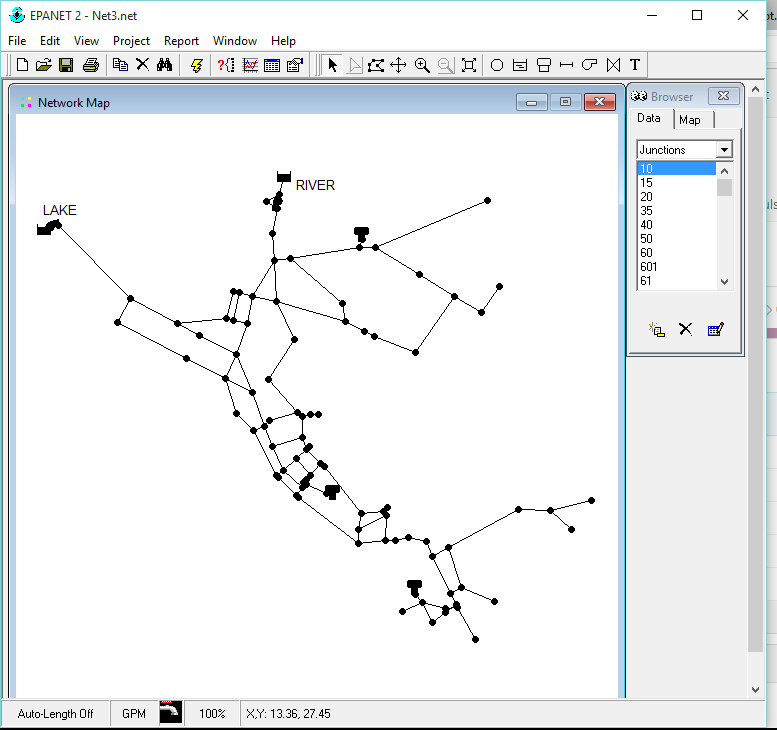 EPANET 2 - Net3.net
File Edit View Project Report Window Help
T
Network Map
Browser
Data Map
Junctions
10
15
20
35
40
50
60
601
61
RIVER
LAKE
Auto-Length Off GPM 100% X,Y: 13.36, 27.45